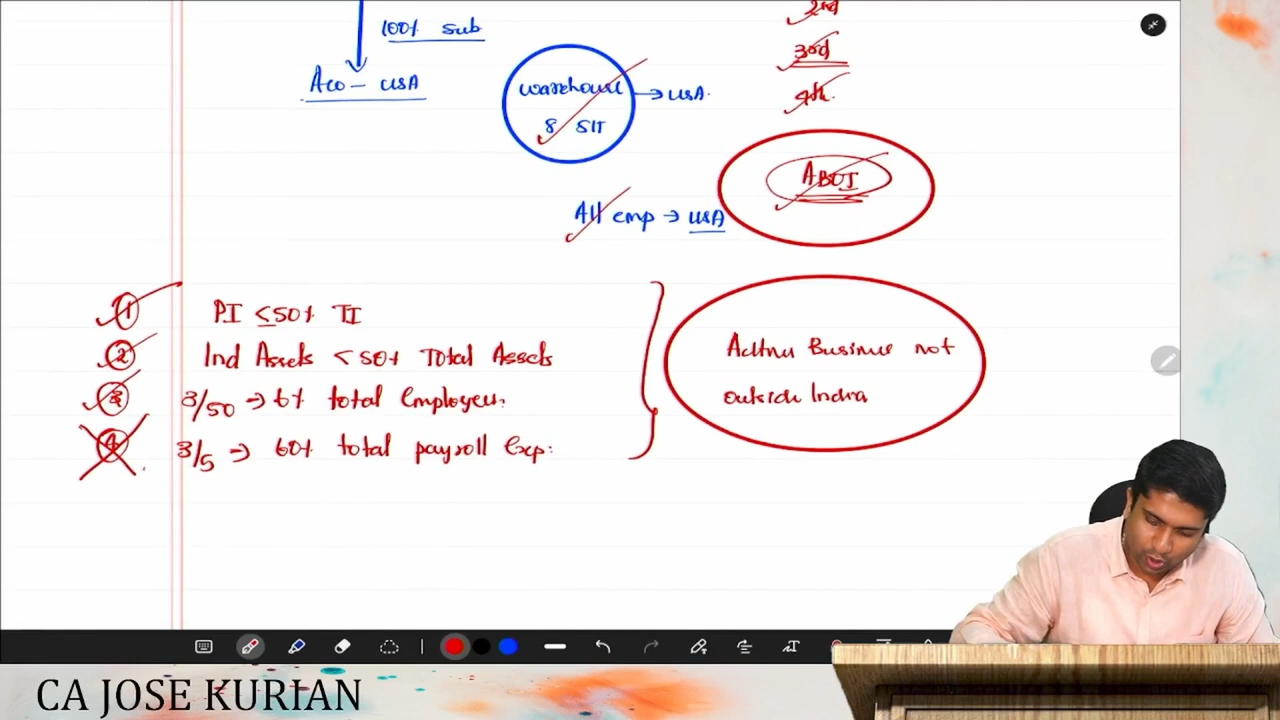 2nd
100% sub
3rd
Aco - USA
warehouse → USA.
8 SIT
4th.
ABOI
All emp → USA
1 PI ≤50% TI
2 Ind Assets < 50% Total Assets
3 3/50 → 6% total Employees.
4 3/5 ⇒ 60% total payroll Exp:
Active Business not
outside India
CA JOSE KURIAN